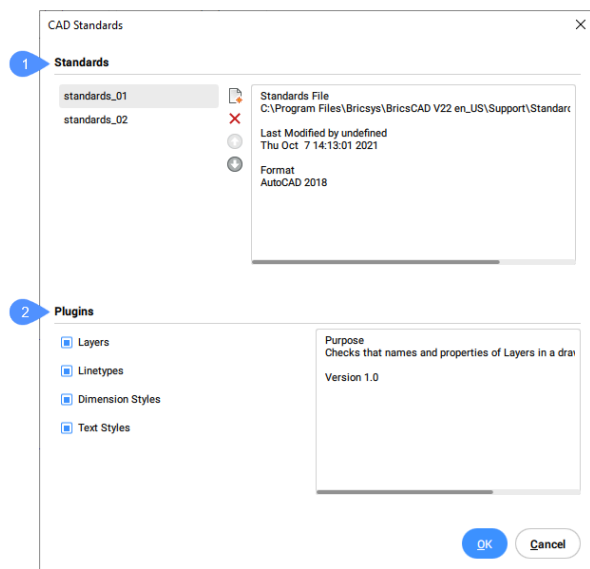 CAD Standards
1
Standards
standards_01
standards_02
Standards File
C:\Program Files\Bricsys\BricsCAD V22 en_US\Support\Standard
Last Modified by undefined
Thu Oct 7 14:13:01 2021
Format
AutoCAD 2018
2
Plugins
Layers
Linetypes
Dimension Styles
Text Styles
Purpose
Checks that names and properties of Layers in a
Version 1.0
OK
Cancel